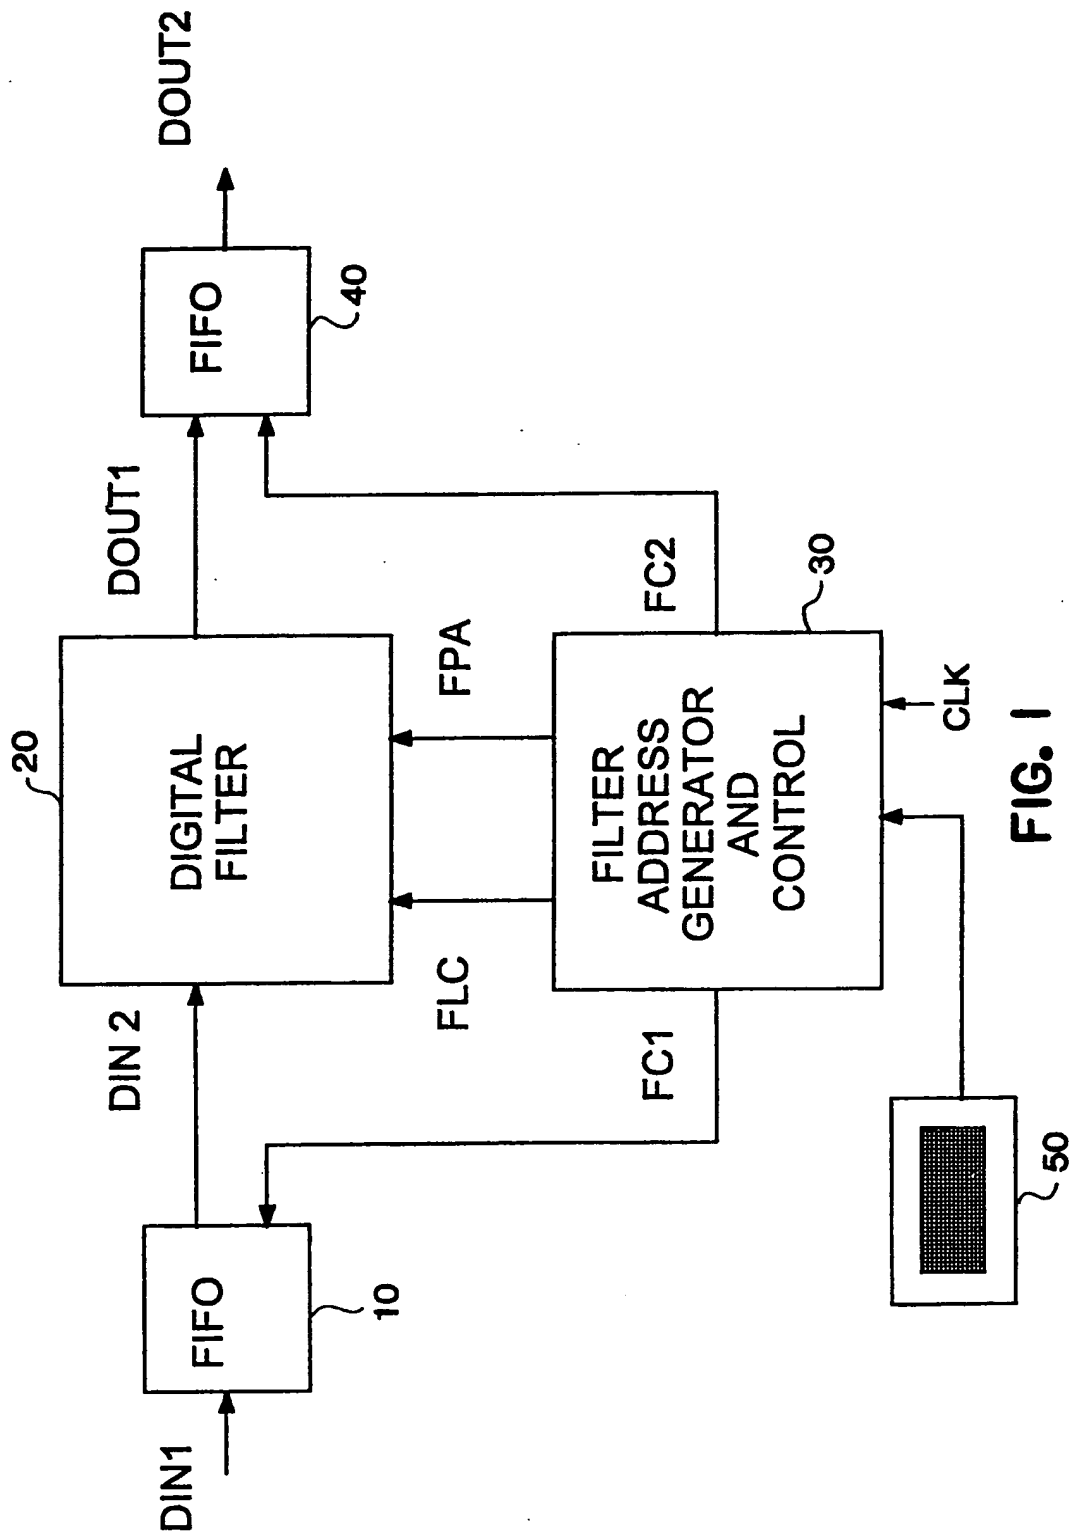 DIN1
FIFO
10
DIN 2
20
DIGITAL
FILTER
DOUT1
FIFO
40
DOUT2
FLC
FPA
FC1
FILTER
ADDRESS
GENERATOR
AND
CONTROL
FC2
30
50
CLK
FIG. 1